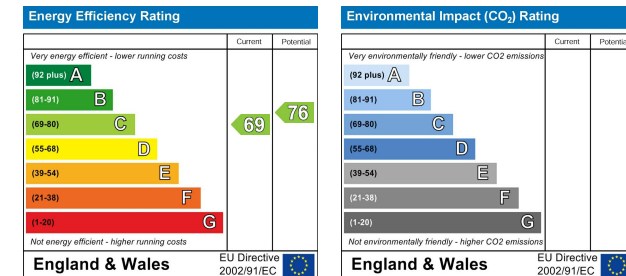 Energy Efficiency Rating
Current Potential
Very energy efficient - lower running costs
(92 plus) A
(81-91) B
(69-80) C
(55-68) D
(39-54) E
(21-38) F
(1-20) G
69
76
Not energy efficient - higher running costs
England & Wales
EU Directive
2002/91/EC
Environmental Impact (CO₂) Rating
Current Potential
Very environmentally friendly - lower CO2 emissions
(92 plus) A
(81-91) B
(69-80) C
(55-68) D
(39-54) E
(21-38) F
(1-20) G
Not environmentally friendly - higher CO2 emissions
England & Wales
EU Directive
2002/91/EC